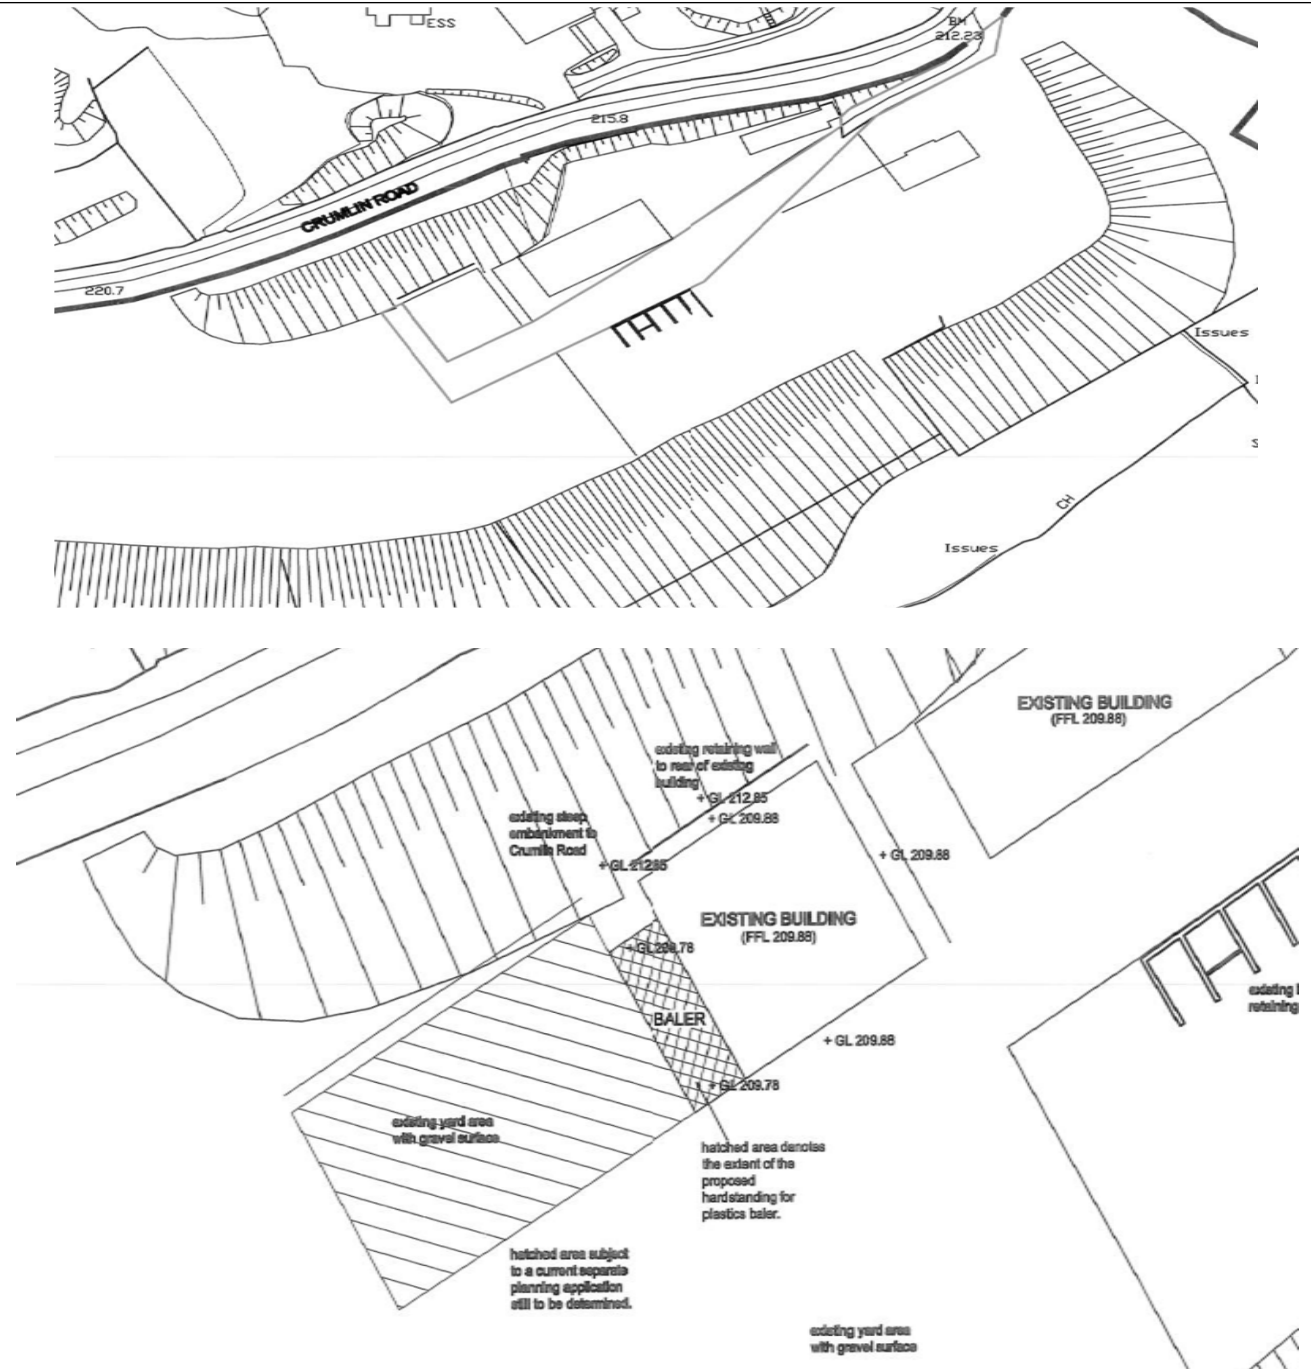 ESS
BM
212.23
215.8
CRUMLIN ROAD
220.7
Issues
CH
Issues
EXISTING BUILDING
(FFL 209.88)
existing retaining wall
to rear of existing
building
+ GL 212.85
+ GL 209.88
existing steep
embankment to
Crumlin Road
+ GL 212.85
+ GL 209.88
EXISTING BUILDING
(FFL 209.88)
+ GL 209.78
existing
retaining
BALER
+ GL 209.88
+ GL 209.78
existing yard area
with gravel surface
hatched area denotes
the extent of the
proposed
hardstanding for
plastics baler.
hatched area subject
to a current separate
planning application
still to be determined.
existing yard area
with gravel surface